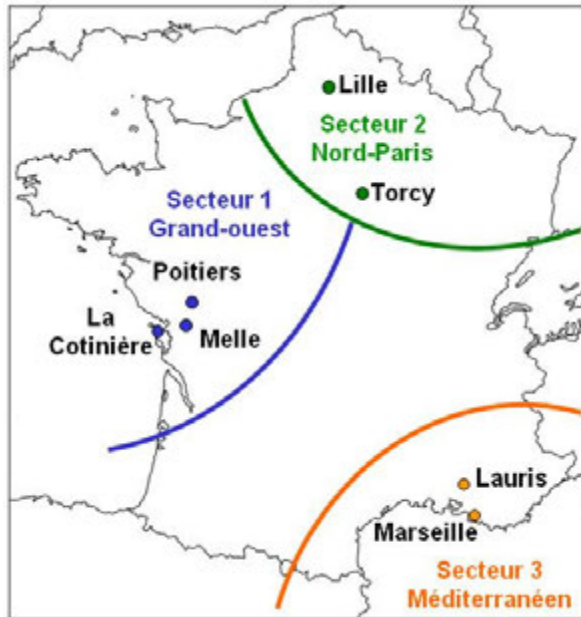 Lille
Secteur 2
Nord-Paris
Torcy
Secteur 1
Grand-ouest
Poitiers
La
Cotinière
Melle
Lauris
Marseille
Secteur 3
Méditerranéen